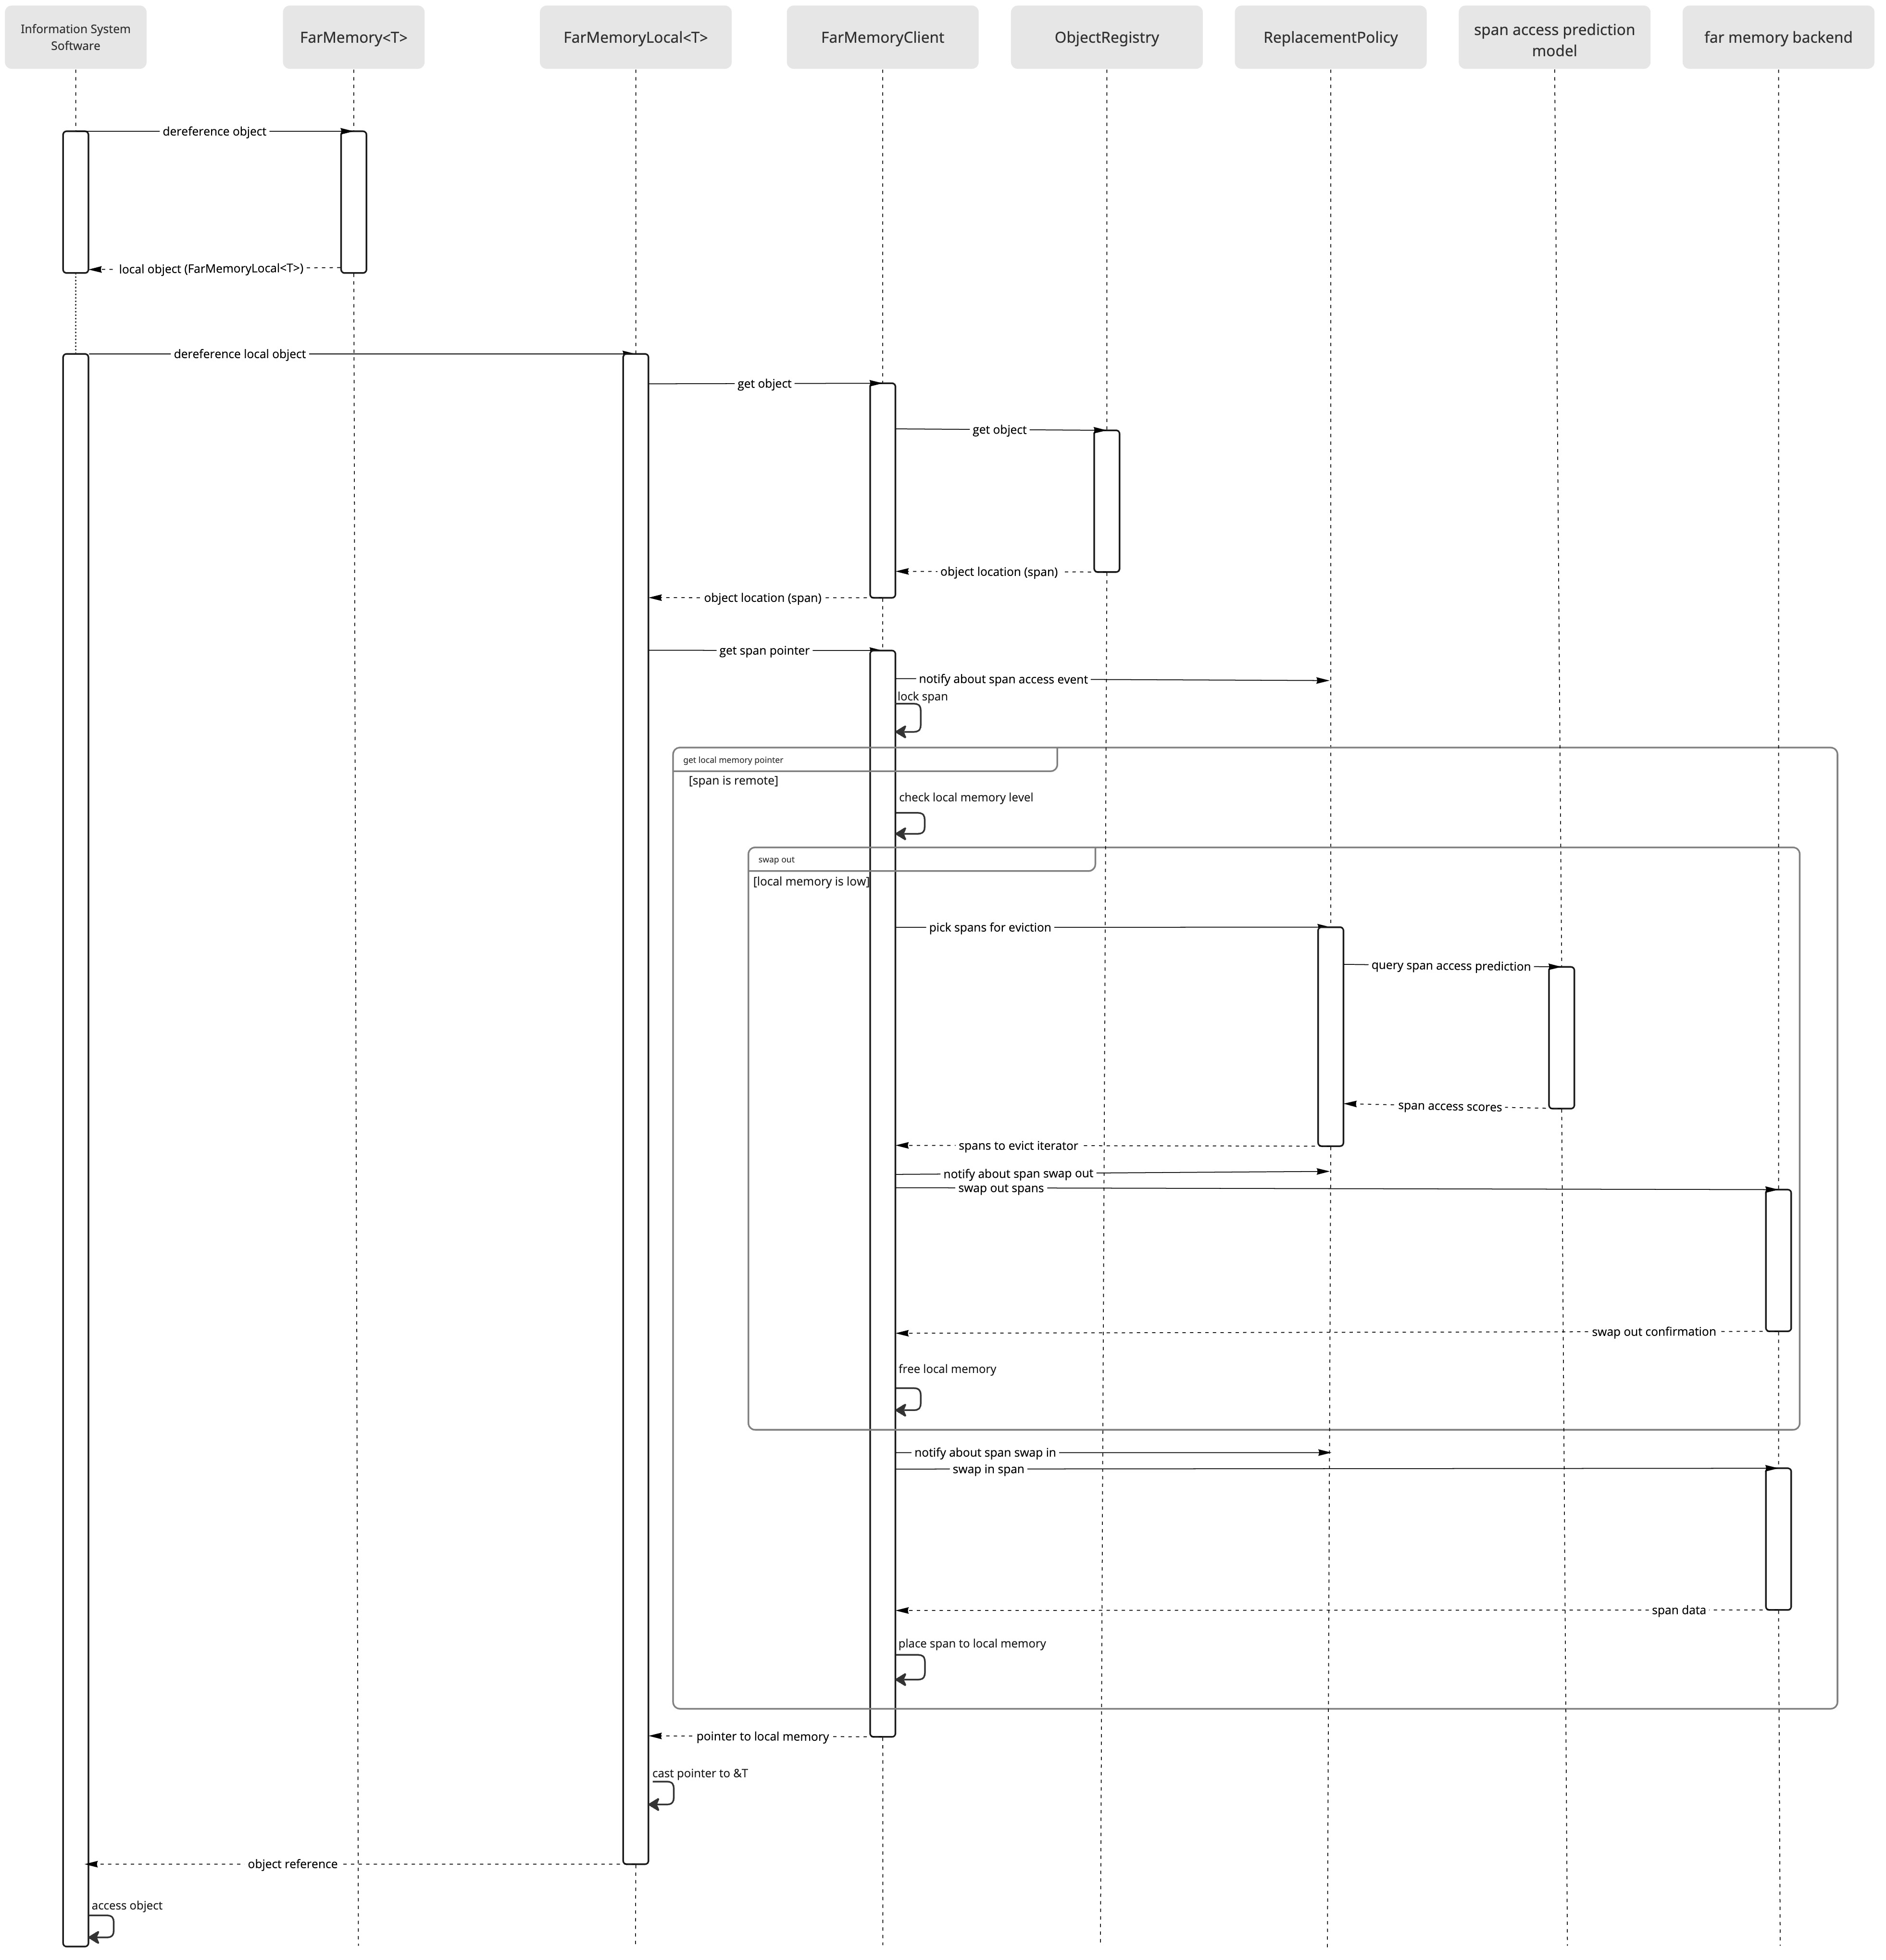 Information System
Software
FarMemory<T>
FarMemoryLocal<T>
FarMemoryClient
ObjectRegistry
ReplacementPolicy
span access prediction
model
far memory backend
dereference object
local object (FarMemoryLocal<T>)
dereference local object
get object
get object
object location (span)
object location (span)
get span pointer
notify about span access event
lock span
get local memory pointer
[span is remote]
check local memory level
swap out
[local memory is low]
pick spans for eviction
query span access prediction
span access scores
spans to evict iterator
notify about span swap out
swap out spans
swap out confirmation
free local memory
notify about span swap in
swap in span
span data
place span to local memory
pointer to local memory
cast pointer to &T
object reference
access object